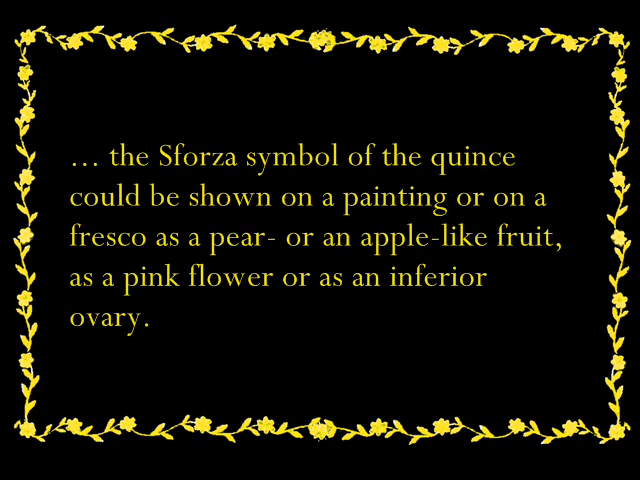 ... the Sforza symbol of the quince
could be shown on a painting or on a
fresco as a pear- or an apple-like fruit,
as a pink flower or as an inferior
ovary.